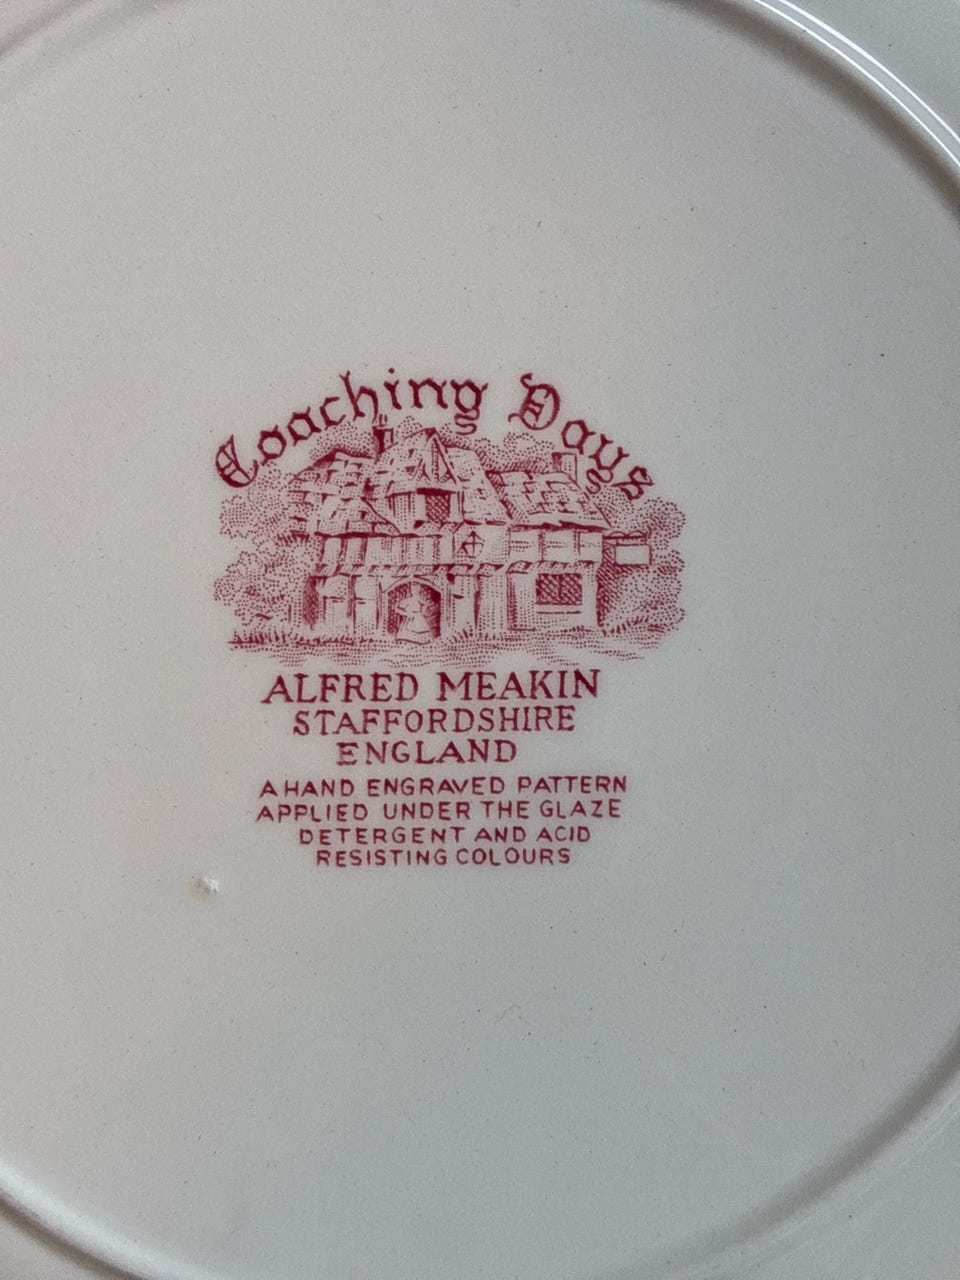 Coaching Days
ALFRED MEAKIN
STAFFORDSHIRE
ENGLAND
A HAND ENGRAVED PATTERN
APPLIED UNDER THE GLAZE
DETERGENT AND ACID
RESISTING COLOURS